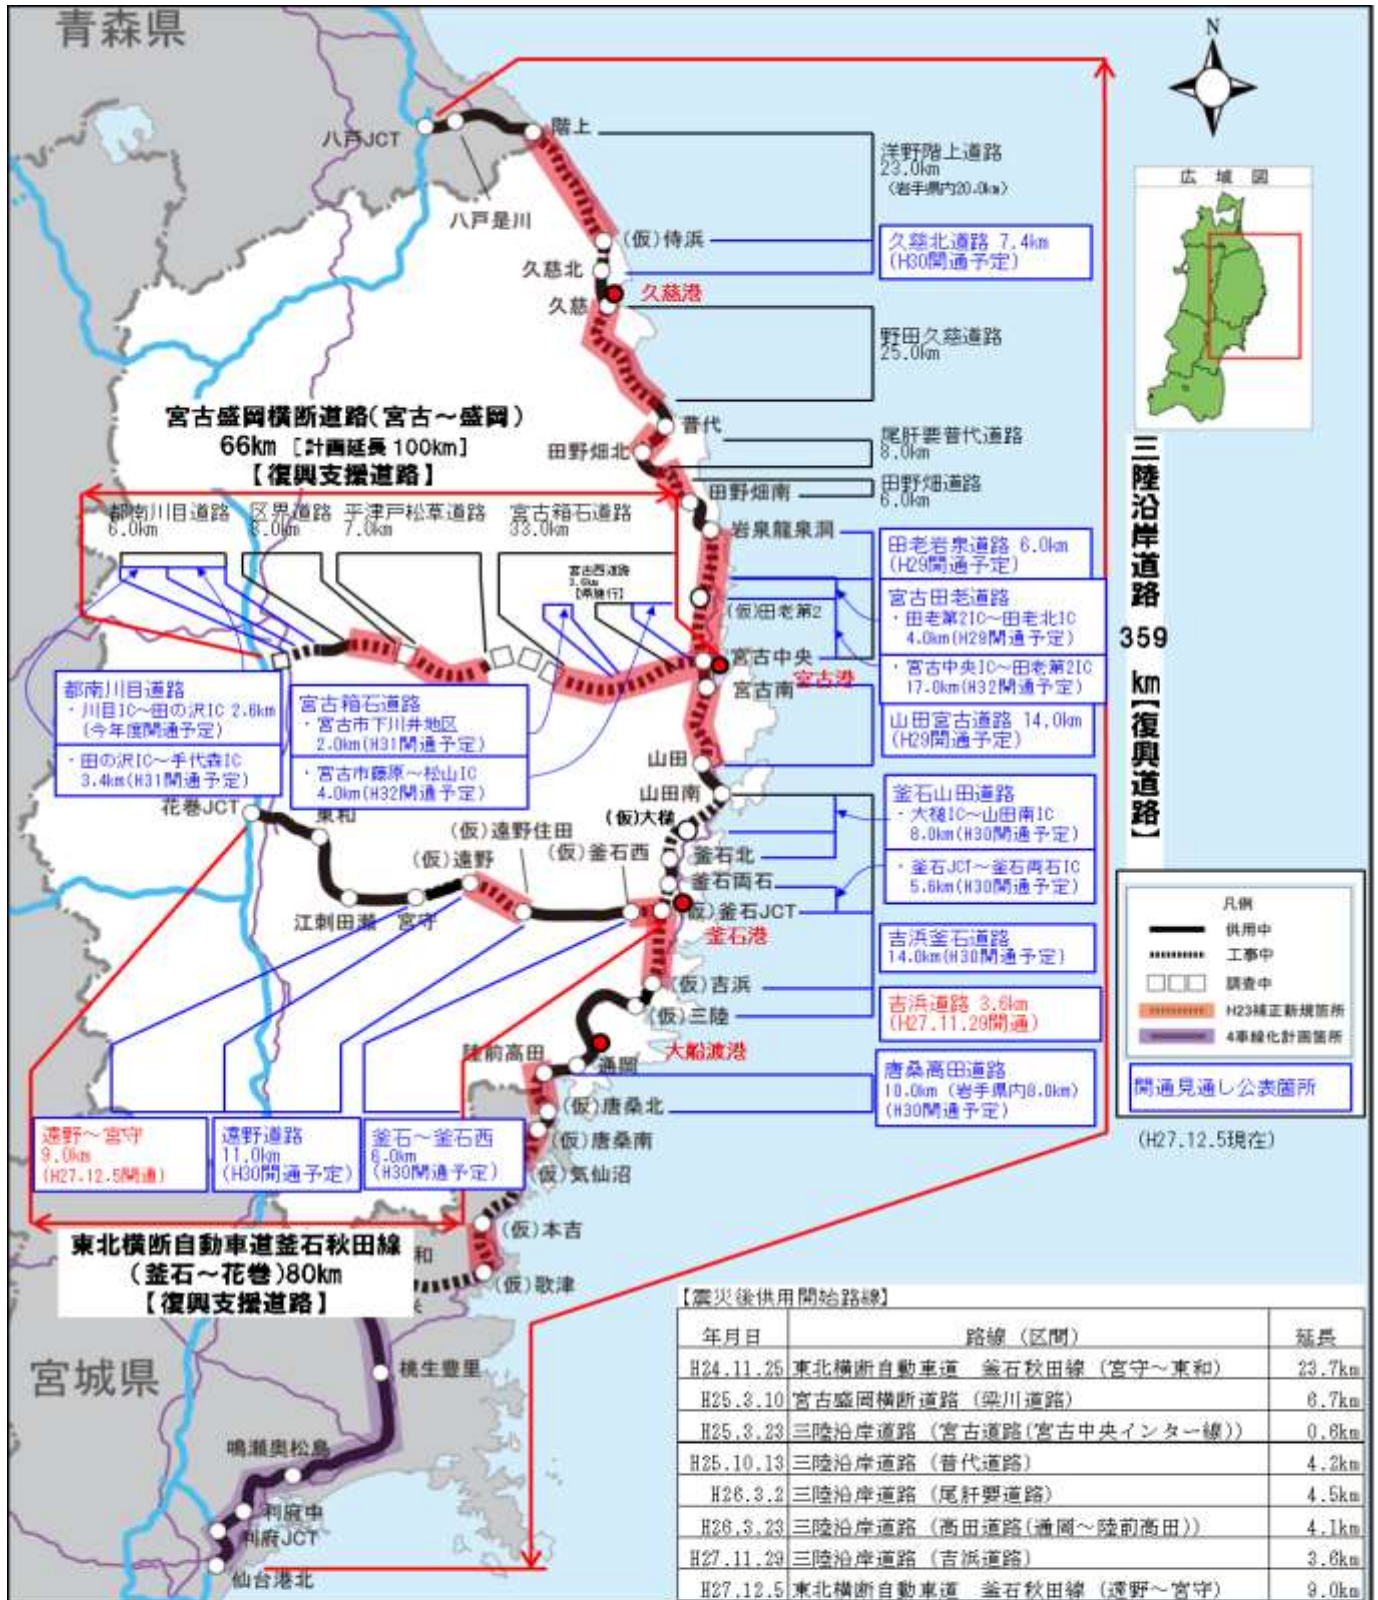 青森県
N
八戸JCT
階上
八戸是川
洋野階上道路
23.0km
(岩手県内20.0km)
広域図
(仮)侍浜
久慈北道路 7.4km
(H30開通予定)
久慈北
久慈港
久慈
野田久慈道路
25.0km
宮古盛岡横断道路(宮古～盛岡)
66km [計画延長 100km]
【復興支援道路】
普代
尾肝要普代道路
8.0km
田野畑北
田野畑道路
6.0km
田野畑南
三陸沿岸道路 359 km【復興道路】
都南川目道路
6.0km
区界道路
8.0km
平津戸松草道路
7.0km
宮古箱石道路
33.0km
岩泉龍泉洞
田老岩泉道路 6.0km
(H29開通予定)
宮古西道路
3.6km
【県施行】
(仮)田老第2
宮古田老道路
・田老第2IC～田老北IC
4.0km(H29開通予定)
・宮古中央IC～田老第2IC
17.0km(H32開通予定)
宮古中央
宮古港
宮古南
都南川目道路
・川目IC～田の沢IC 2.6km
(今年度開通予定)
・田の沢IC～手代森IC
3.4km(H31開通予定)
宮古箱石道路
・宮古市下川井地区
2.0km(H31開通予定)
・宮古市藤原～松山IC
4.0km(H32開通予定)
山田宮古道路 14.0km
(H29開通予定)
山田
山田南
花巻JCT
東和
(仮)大槌
釜石山田道路
・大槌IC～山田南IC
8.0km(H30開通予定)
・釜石JCT～釜石両石IC
5.6km(H30開通予定)
(仮)遠野住田
(仮)釜石西
釜石北
(仮)遠野
釜石両石
江刺田瀬
宮守
(仮)釜石JCT
釜石港
吉浜釜石道路
14.0km(H30開通予定)
(仮)吉浜
吉浜道路 3.6km
(H27.11.29開通)
(仮)三陸
大船渡港
陸前高田
通岡
唐桑高田道路
10.0km (岩手県内8.0km)
(H30開通予定)
(仮)唐桑北
(仮)唐桑南
(仮)気仙沼
凡例
供用中
工事中
調査中
H23補正新規箇所
4車線化計画箇所
開通見通し公表箇所
(H27.12.5現在)
遠野～宮守
9.0km
(H27.12.5開通)
遠野道路
11.0km
(H30開通予定)
釜石～釜石西
6.0km
(H30開通予定)
(仮)本吉
東北横断自動車道釜石秋田線
(釜石～花巻)80km
【復興支援道路】
和
(仮)歌津
宮城県
桃生豊里
鳴瀬奥松島
利府中
利府JCT
仙台港北
【震災後供用開始路線】
年月日 路線（区間） 延長
H24.11.25 東北横断自動車道 釜石秋田線（宮守～東和） 23.7km
H25.3.10 宮古盛岡横断道路（梁川道路） 6.7km
H25.3.23 三陸沿岸道路（宮古道路(宮古中央インター線)） 0.6km
H25.10.13 三陸沿岸道路（普代道路） 4.2km
H26.3.2 三陸沿岸道路（尾肝要道路） 4.5km
H26.3.23 三陸沿岸道路（高田道路(通岡～陸前高田)） 4.1km
H27.11.29 三陸沿岸道路（吉浜道路） 3.6km
H27.12.5 東北横断自動車道 釜石秋田線（遠野～宮守） 9.0km